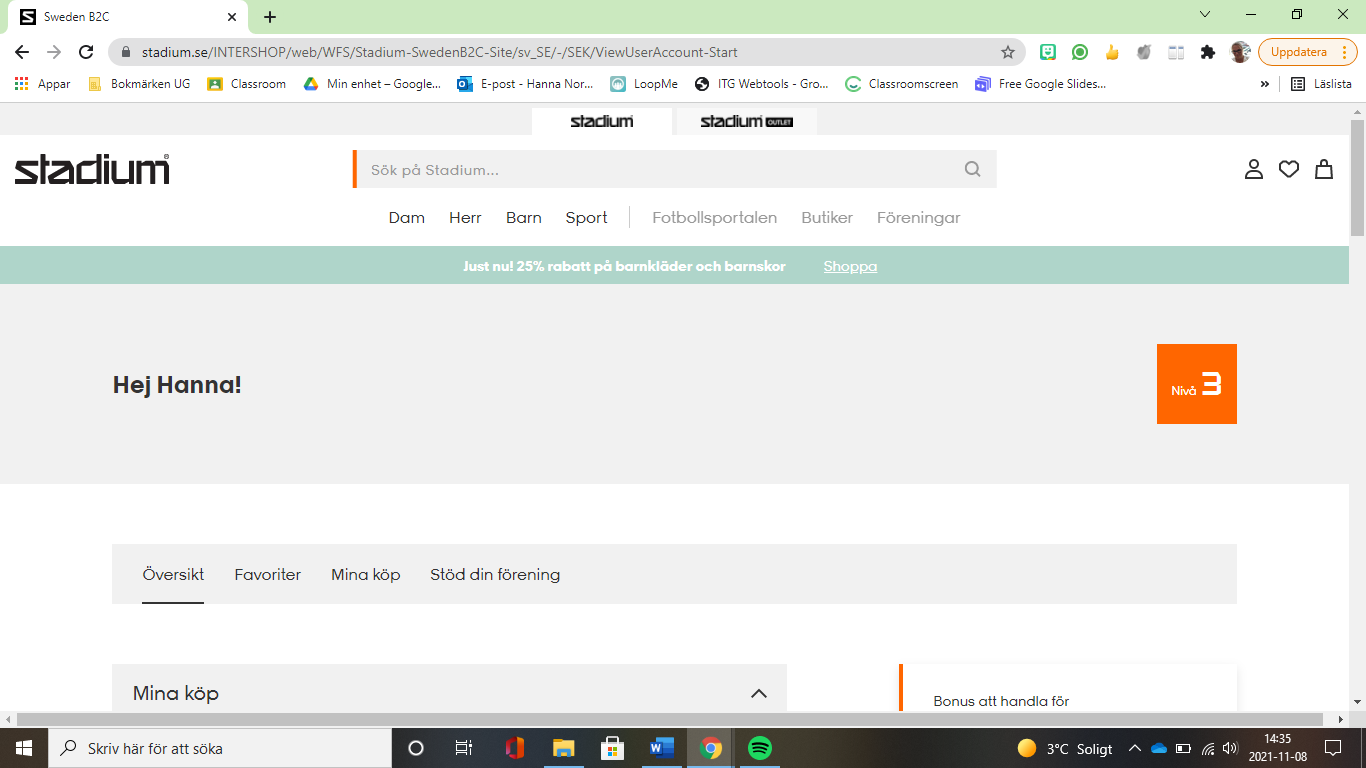 Sweden B2C
stadium.se/INTERSHOP/web/WFS/Stadium-SwedenB2C-Site/sv_SE/-/SEK/ViewUserAccount-Start
Uppdatera
Appar Bokmärken UG Classroom Min enhet – Google... E-post - Hanna Nor... LoopMe ITG Webtools - Gro... Classroomscreen Free Google Slides... » Läslista
stadium stadium OUTLET
stadium® Sök på Stadium...
Dam Herr Barn Sport Fotbollsportalen Butiker Föreningar
Just nu! 25% rabatt på barnkläder och barnskor Shoppa
Hej Hanna!
Nivå 3
Översikt Favoriter Mina köp Stöd din förening
Mina köp
Bonus att handla för
Skriv här för att söka
3°C Soligt
14:35
2021-11-08